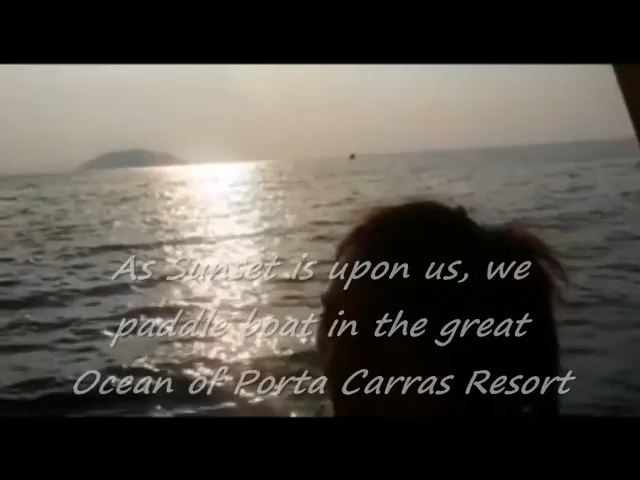 As Sunset is upon us, we
paddle boat in the great
Ocean of Porta Carras Resort